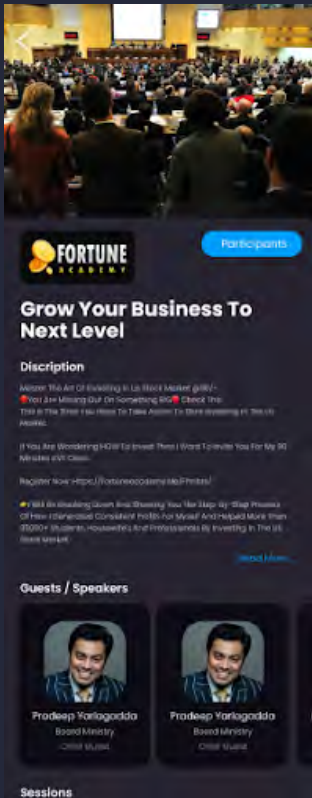 FORTUNE
ACADEMY
Participants
Grow Your Business To
Next Level
Discription
Master The Art Of Investing In Us Stock Market @99/-
You Are Missing Out On Something BIG Check This
This Is The Time You Need To Take Action To Start Investing In The US
Market.
If You Are Wondering HOW To Invest Then I Want To Invite You For My 90
Minutes LIVE Class.
Register Now
I Will Be Breaking Down And Showing You The Step-By-Step Process
Of How I Generated Consistent Profits For Myself And Helped More Than
Students, Housewife's And Professionals By Investing In The US
Stock Market
Read More
Guests / Speakers
Pradeep Yarlagadda
Board Ministry
Chief Guest
Pradeep Yarlagadda
Board Ministry
Chief Guest
Sessions